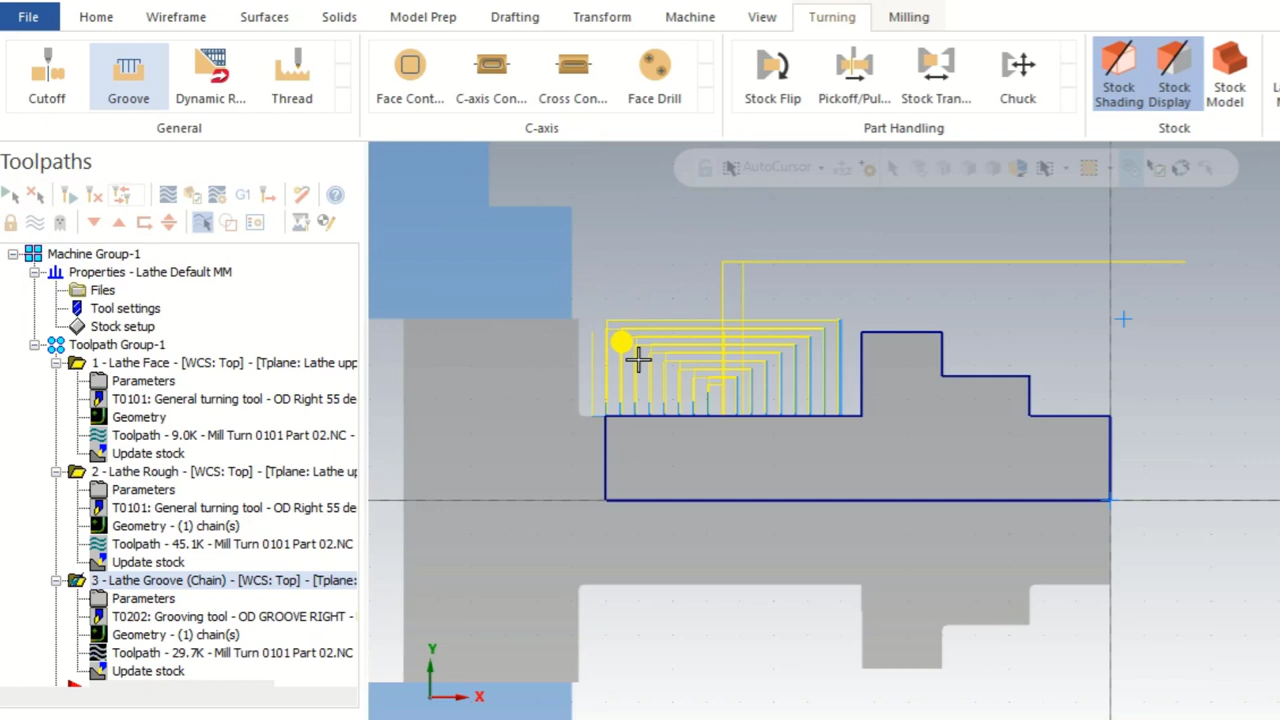 File Home Wireframe Surfaces Solids Model Prep Drafting Transform Machine View Turning Milling
Cutoff Groove Dynamic R... Thread
General
Face Cont... C-axis Con... Cross Con... Face Drill
C-axis
Stock Flip Pickoff/Pul... Stock Tran... Chuck
Part Handling
Stock Shading Stock Display Stock Model
Stock
Toolpaths
G1
AutoCursor
Machine Group-1
Properties - Lathe Default MM
Files
Tool settings
Stock setup
Toolpath Group-1
1 - Lathe Face - [WCS: Top] - [Tplane: Lathe upp
Parameters
T0101: General turning tool - OD Right 55 de
Geometry
Toolpath - 9.0K - Mill Turn 0101 Part 02.NC -
Update stock
2 - Lathe Rough - [WCS: Top] - [Tplane: Lathe up
Parameters
T0101: General turning tool - OD Right 55 de
Geometry - (1) chain(s)
Toolpath - 45.1K - Mill Turn 0101 Part 02.NC
Update stock
3 - Lathe Groove (Chain) - [WCS: Top] - [Tplane:
Parameters
T0202: Grooving tool - OD GROOVE RIGHT -
Geometry - (1) chain(s)
Toolpath - 29.7K - Mill Turn 0101 Part 02.NC
Update stock
Y
X